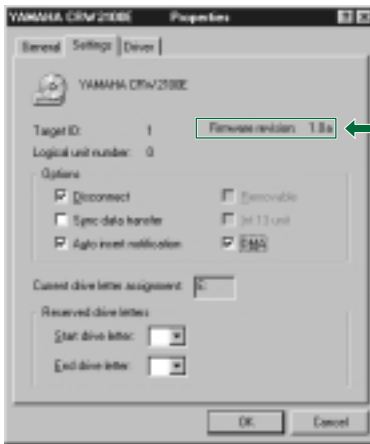 YAMAHA CRW2100E Properties
General Settings Driver
YAMAHA CRW2100E
Target ID: 1 Firmware revision: 1.0a
Logical unit number: 0
Options
Disconnect Removable
Sync data transfer Int 13 unit
Auto insert notification DMA
Current drive letter assignment:
Reserved drive letters
Start drive letter:
End drive letter:
OK Cancel